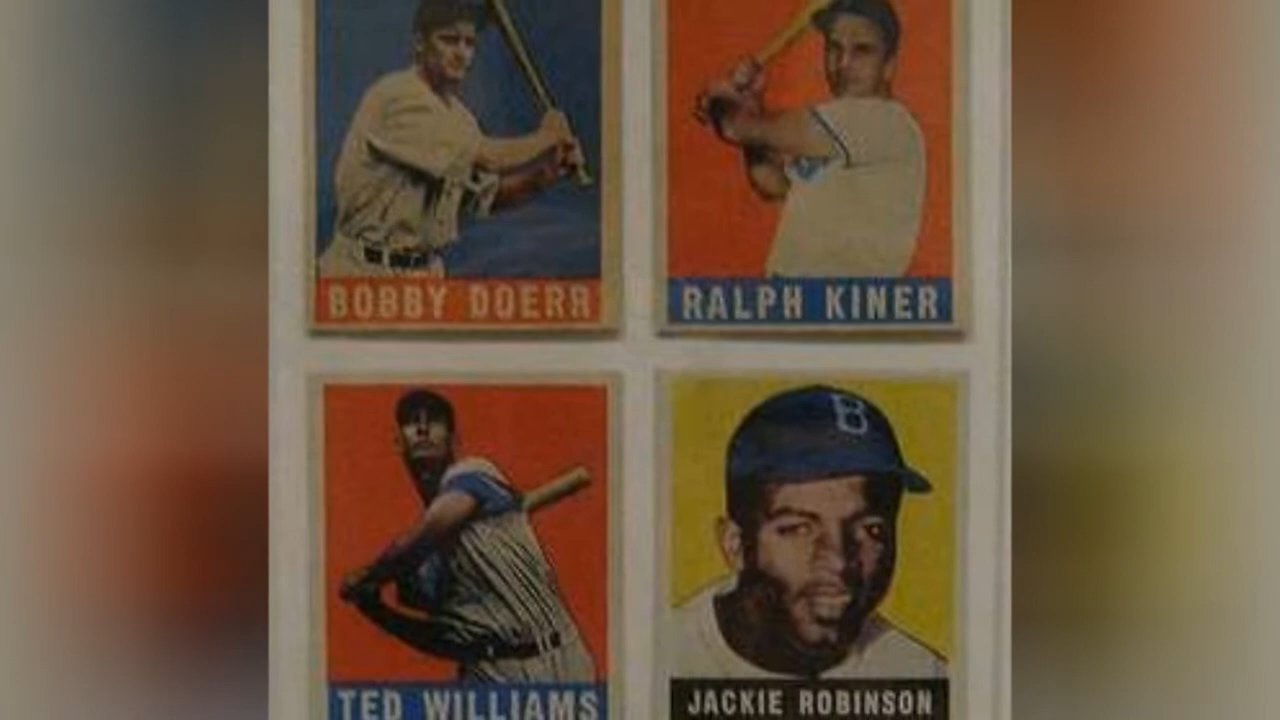 BOBBY DOERR
RALPH KINER
B
TED WILLIAMS
JACKIE ROBINSON